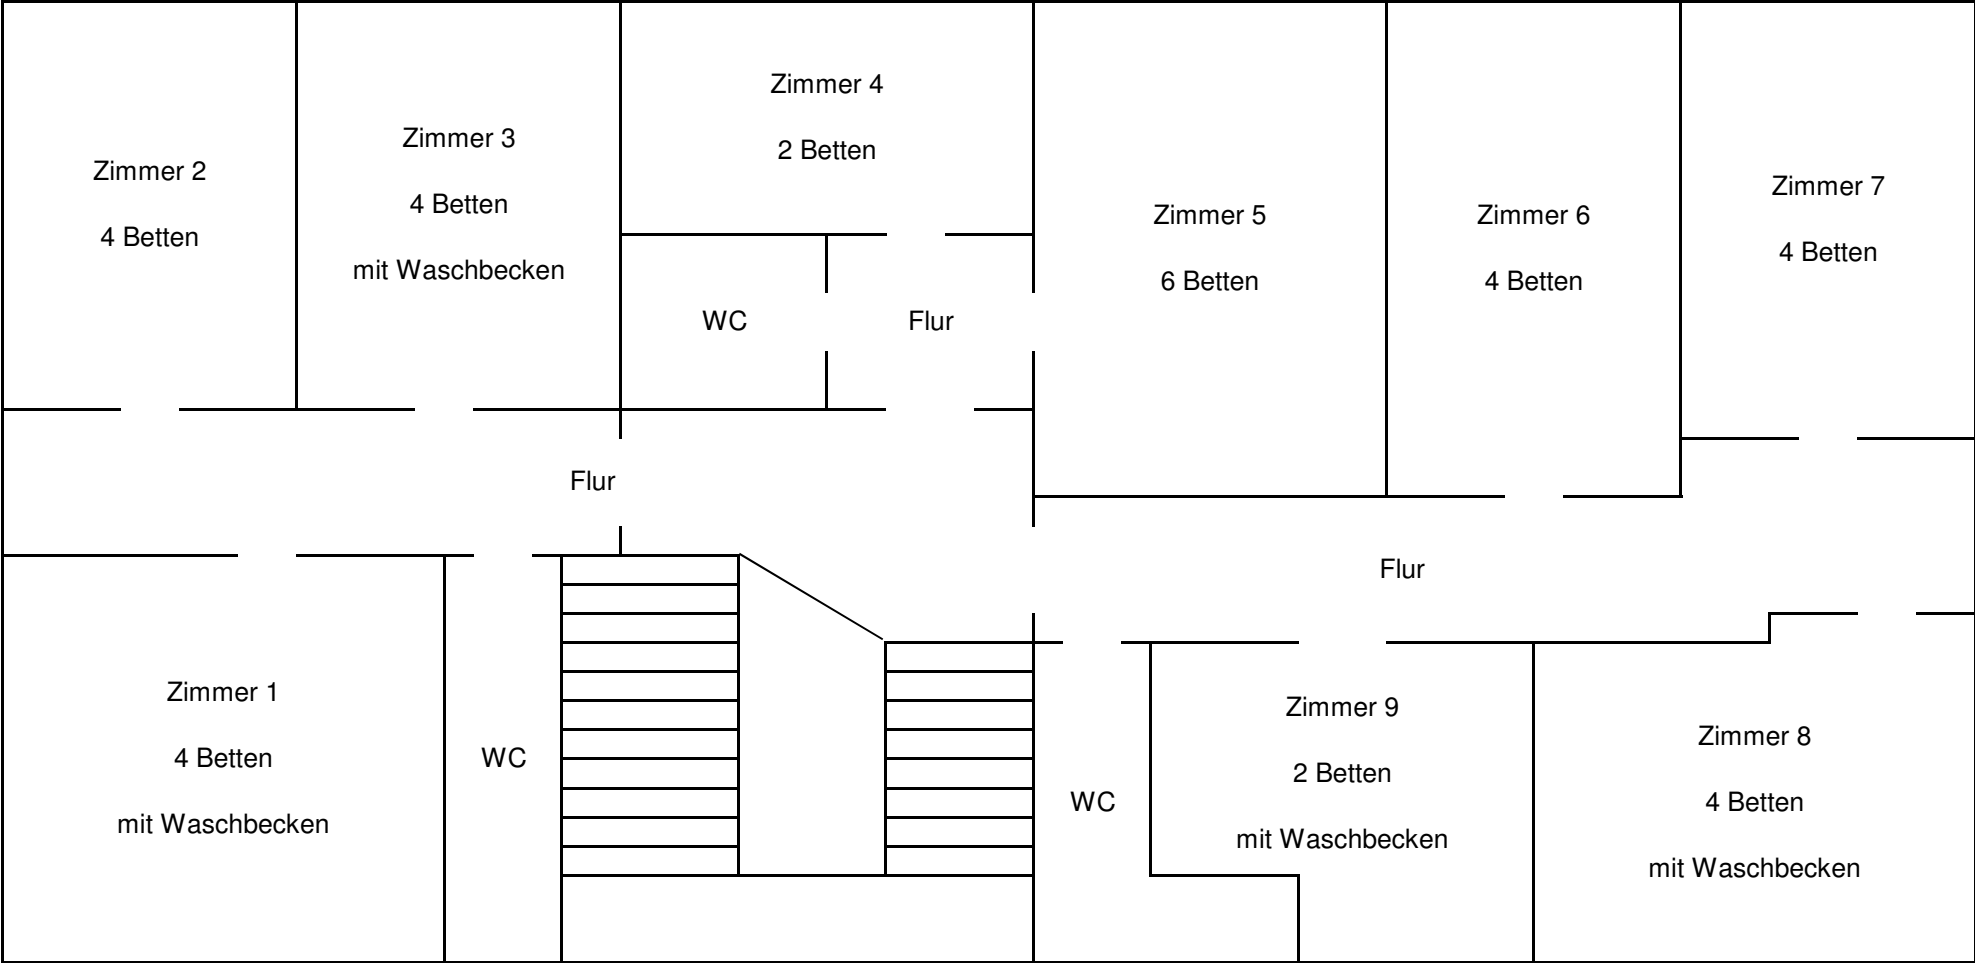 Zimmer 2
4 Betten
Zimmer 3
4 Betten
mit Waschbecken
Zimmer 4
2 Betten
WC
Flur
Zimmer 5
6 Betten
Zimmer 6
4 Betten
Zimmer 7
4 Betten
Flur
Flur
Zimmer 1
4 Betten
mit Waschbecken
WC
WC
Zimmer 9
2 Betten
mit Waschbecken
Zimmer 8
4 Betten
mit Waschbecken